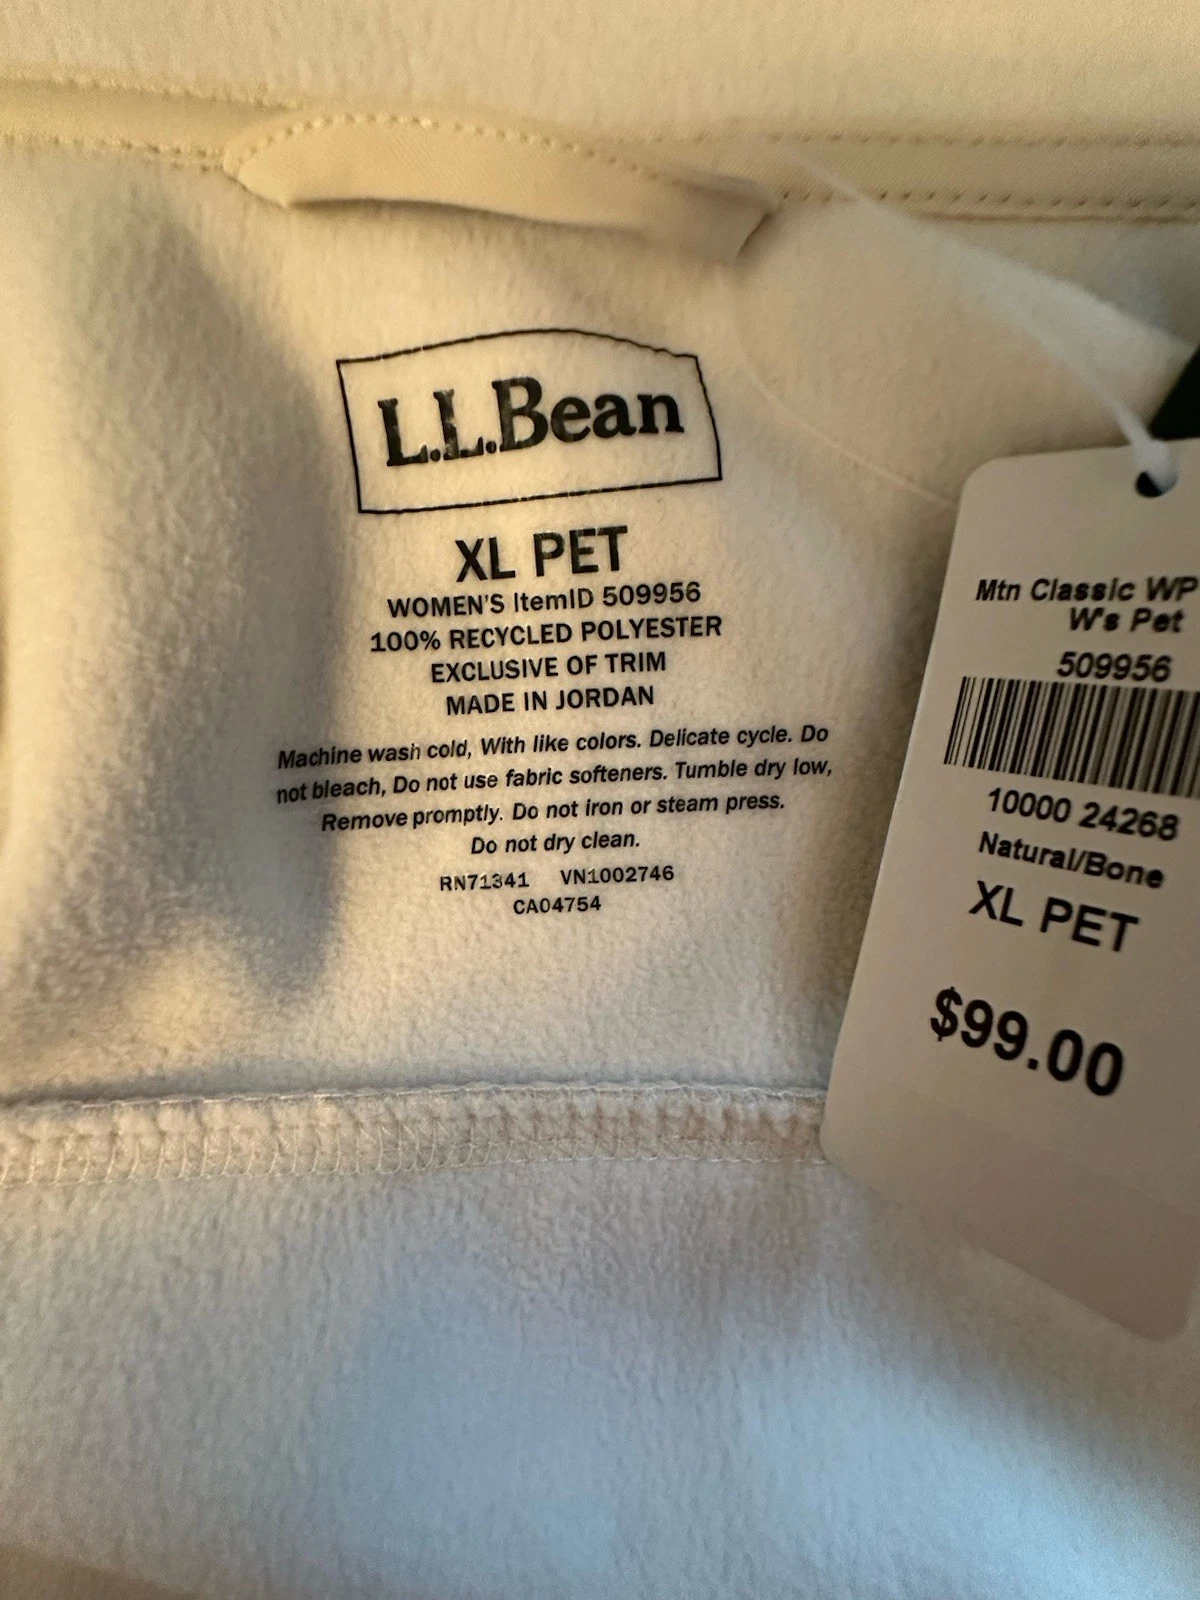 L.L.Bean
XL PET
WOMEN'S ItemID 509956
100% RECYCLED POLYESTER
EXCLUSIVE OF TRIM
MADE IN JORDAN
Machine wash cold, With like colors. Delicate cycle. Do
not bleach, Do not use fabric softeners. Tumble dry low,
Remove promptly. Do not iron or steam press.
Do not dry clean.
RN71341 VN1002746
CA04754
Mtn Classic WP
W's Pet
509956
10000 24268
Natural/Bone
XL PET
$99.00